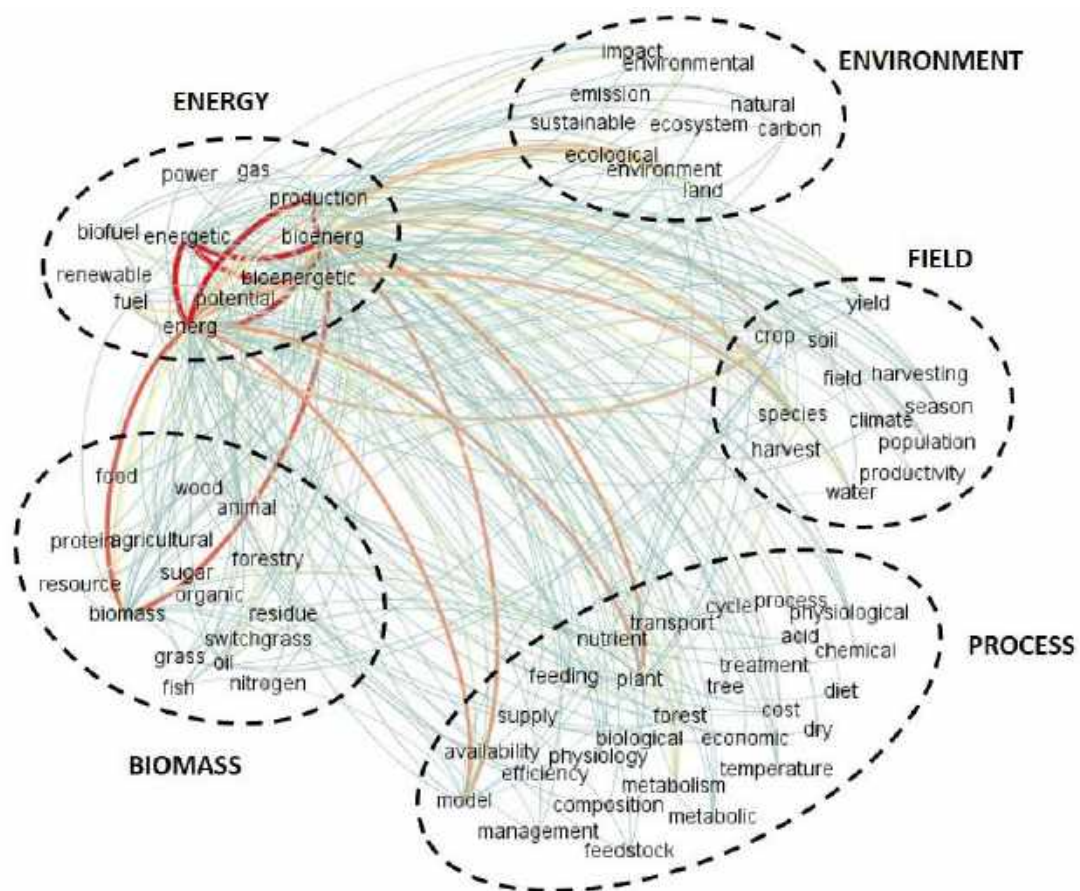 ENVIRONMENT
impact
environmental
emission
natural
sustainable
ecosystem
carbon
ecological
environment
land
ENERGY
power
gas
production
biofuel
energetic
bioenerg
renewable
bioenergetic
fuel
potential
energ
FIELD
yield
crop
soil
field
harvesting
species
season
climate
harvest
population
productivity
water
food
wood
animal
protein
agricultural
forestry
resource
sugar
organic
biomass
residue
switchgrass
grass
oil
fish
nitrogen
BIOMASS
PROCESS
cycle
process
physiological
transport
nutrient
acid
chemical
treatment
feeding
plant
tree
diet
supply
forest
cost
dry
biological
economic
availability
physiology
efficiency
temperature
metabolism
model
composition
metabolic
management
feedstock